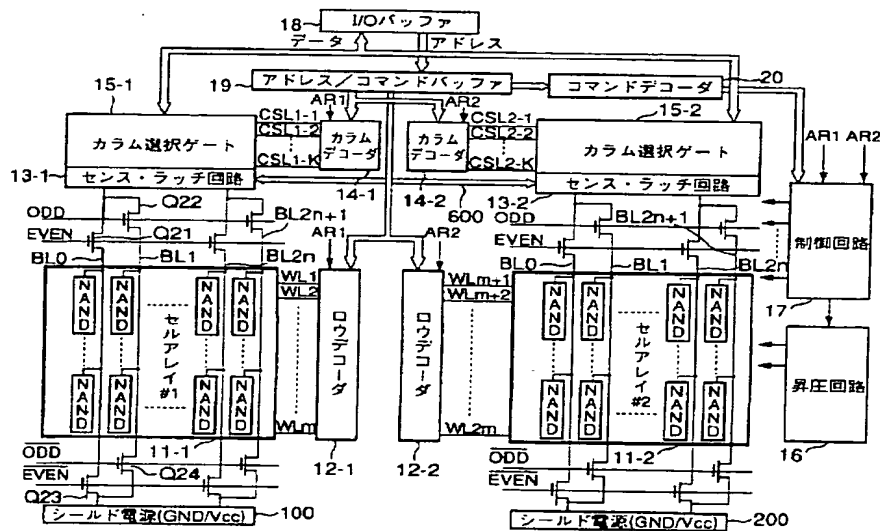 18 I/Oバッファ
データ アドレス
19 アドレス/コマンドバッファ
コマンドデコーダ 20
15-1
カラム選択ゲート
13-1 センス・ラッチ回路
CSL1-1
CSL1-2
CSL1-K
AR1
カラムデコーダ
14-1
AR2
カラムデコーダ
14-2
CSL2-1
CSL2-2
CSL2-K
15-2
カラム選択ゲート
センス・ラッチ回路
13-2
600
AR1 AR2
制御回路
17
昇圧回路
16
ODD
EVEN
Q22
Q21
BL2n+1
BL0
BL1
BL2n
NAND NAND NAND NAND
セルアレイ#1
NAND NAND NAND NAND
11-1
WL1
WL2
WLm
AR1
ロウデコーダ
12-1
AR2
ロウデコーダ
12-2
WLm+1
WLm+2
WL2m
ODD
EVEN
BL2n+1
BL0
BL1
BL2n
NAND NAND NAND NAND
セルアレイ#2
NAND NAND NAND NAND
11-2
O̅D̅D̅
E̅V̅E̅N̅
Q24
Q23
シールド電源(GND/Vcc) 100
O̅D̅D̅
E̅V̅E̅N̅
シールド電源(GND/Vcc) 200